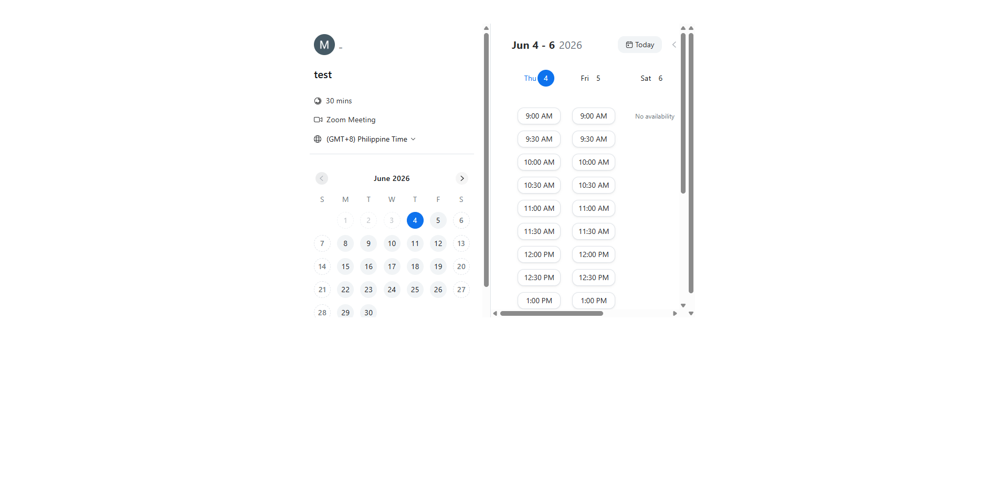 M _
test
30 mins
Zoom Meeting
(GMT+8) Philippine Time
June 2026
S M T W T F S
1 2 3 4 5 6
7 8 9 10 11 12 13
14 15 16 17 18 19 20
21 22 23 24 25 26 27
28 29 30
Jun 4 - 6 2026
Today
Thu 4 Fri 5 Sat 6
9:00 AM 9:00 AM No availability
9:30 AM 9:30 AM
10:00 AM 10:00 AM
10:30 AM 10:30 AM
11:00 AM 11:00 AM
11:30 AM 11:30 AM
12:00 PM 12:00 PM
12:30 PM 12:30 PM
1:00 PM 1:00 PM